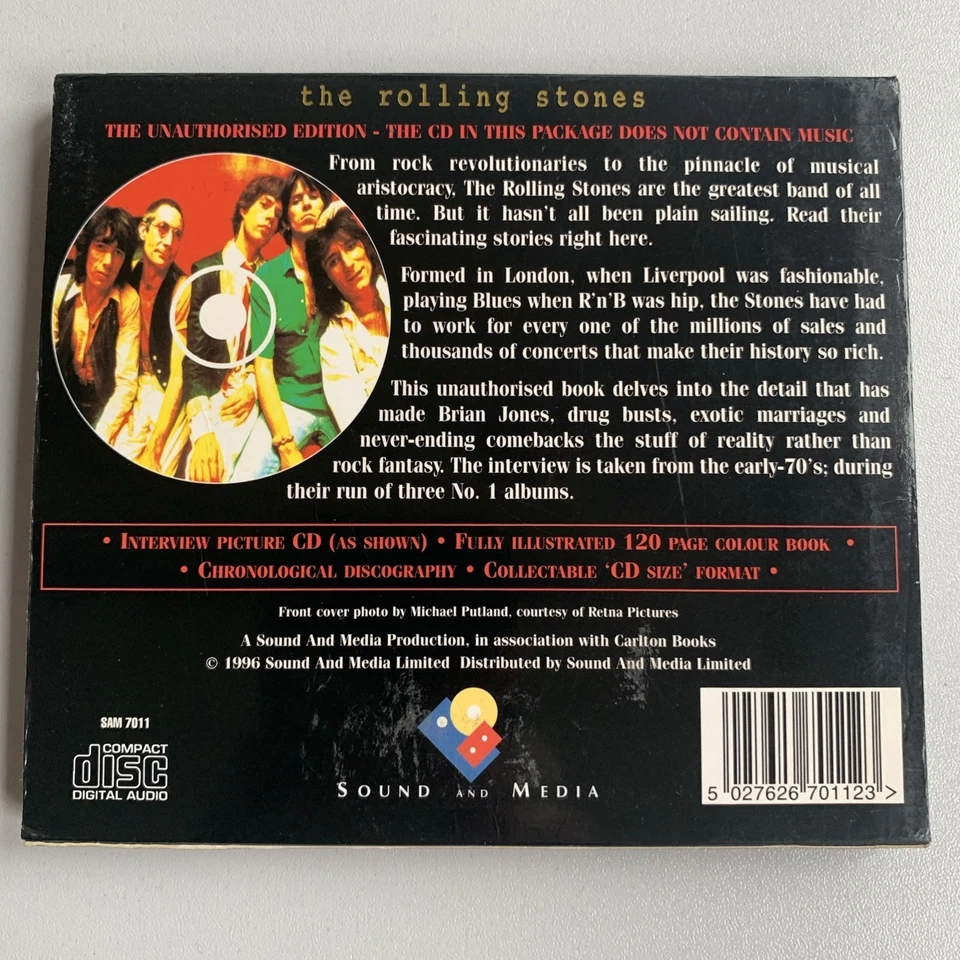 the rolling stones
THE UNAUTHORISED EDITION - THE CD IN THIS PACKAGE DOES NOT CONTAIN MUSIC
From rock revolutionaries to the pinnacle of musical
aristocracy, The Rolling Stones are the greatest band of all
time. But it hasn't all been plain sailing. Read their
fascinating stories right here.
Formed in London, when Liverpool was fashionable,
playing Blues when R'n'B was hip, the Stones have had
to work for every one of the millions of sales and
thousands of concerts that make their history so rich.
This unauthorised book delves into the detail that has
made Brian Jones, drug busts, exotic marriages and
never-ending comebacks the stuff of reality rather than
rock fantasy. The interview is taken from the early-70's; during
their run of three No. 1 albums.
• INTERVIEW PICTURE CD (AS SHOWN) • FULLY ILLUSTRATED 120 PAGE COLOUR BOOK •
• CHRONOLOGICAL DISCOGRAPHY • COLLECTABLE 'CD SIZE' FORMAT •
Front cover photo by Michael Putland, courtesy of Retna Pictures
A Sound And Media Production, in association with Carlton Books
© 1996 Sound And Media Limited Distributed by Sound And Media Limited
SAM 7011
COMPACT
disc
DIGITAL AUDIO
SOUND AND MEDIA
5 027626 701123 >